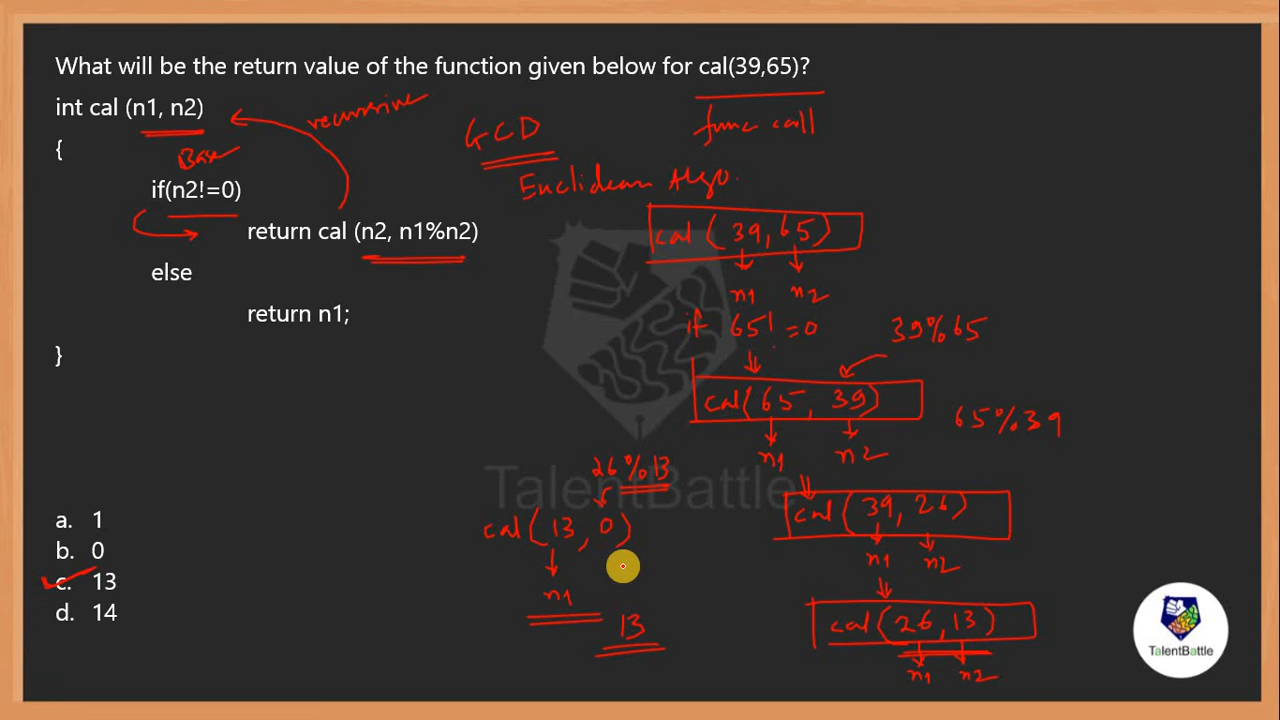 What will be the return value of the function given below for cal(39,65)?
int cal (n1, n2)
recursive
GCD
func call
{
Base
Euclidean Algo.
if(n2!=0)
return cal (n2, n1%n2)
cal (39,65)
else
n1 n2
return n1;
if 65! =0
39%65
}
cal(65, 39)
65%39
n1 n2
26%13
TalentBattle
cal (39, 26)
cal (13, 0)
n1 n2
a. 1
b. 0
c. 13
d. 14
n1
13
cal (26,13)
n1 n2
TalentBattle